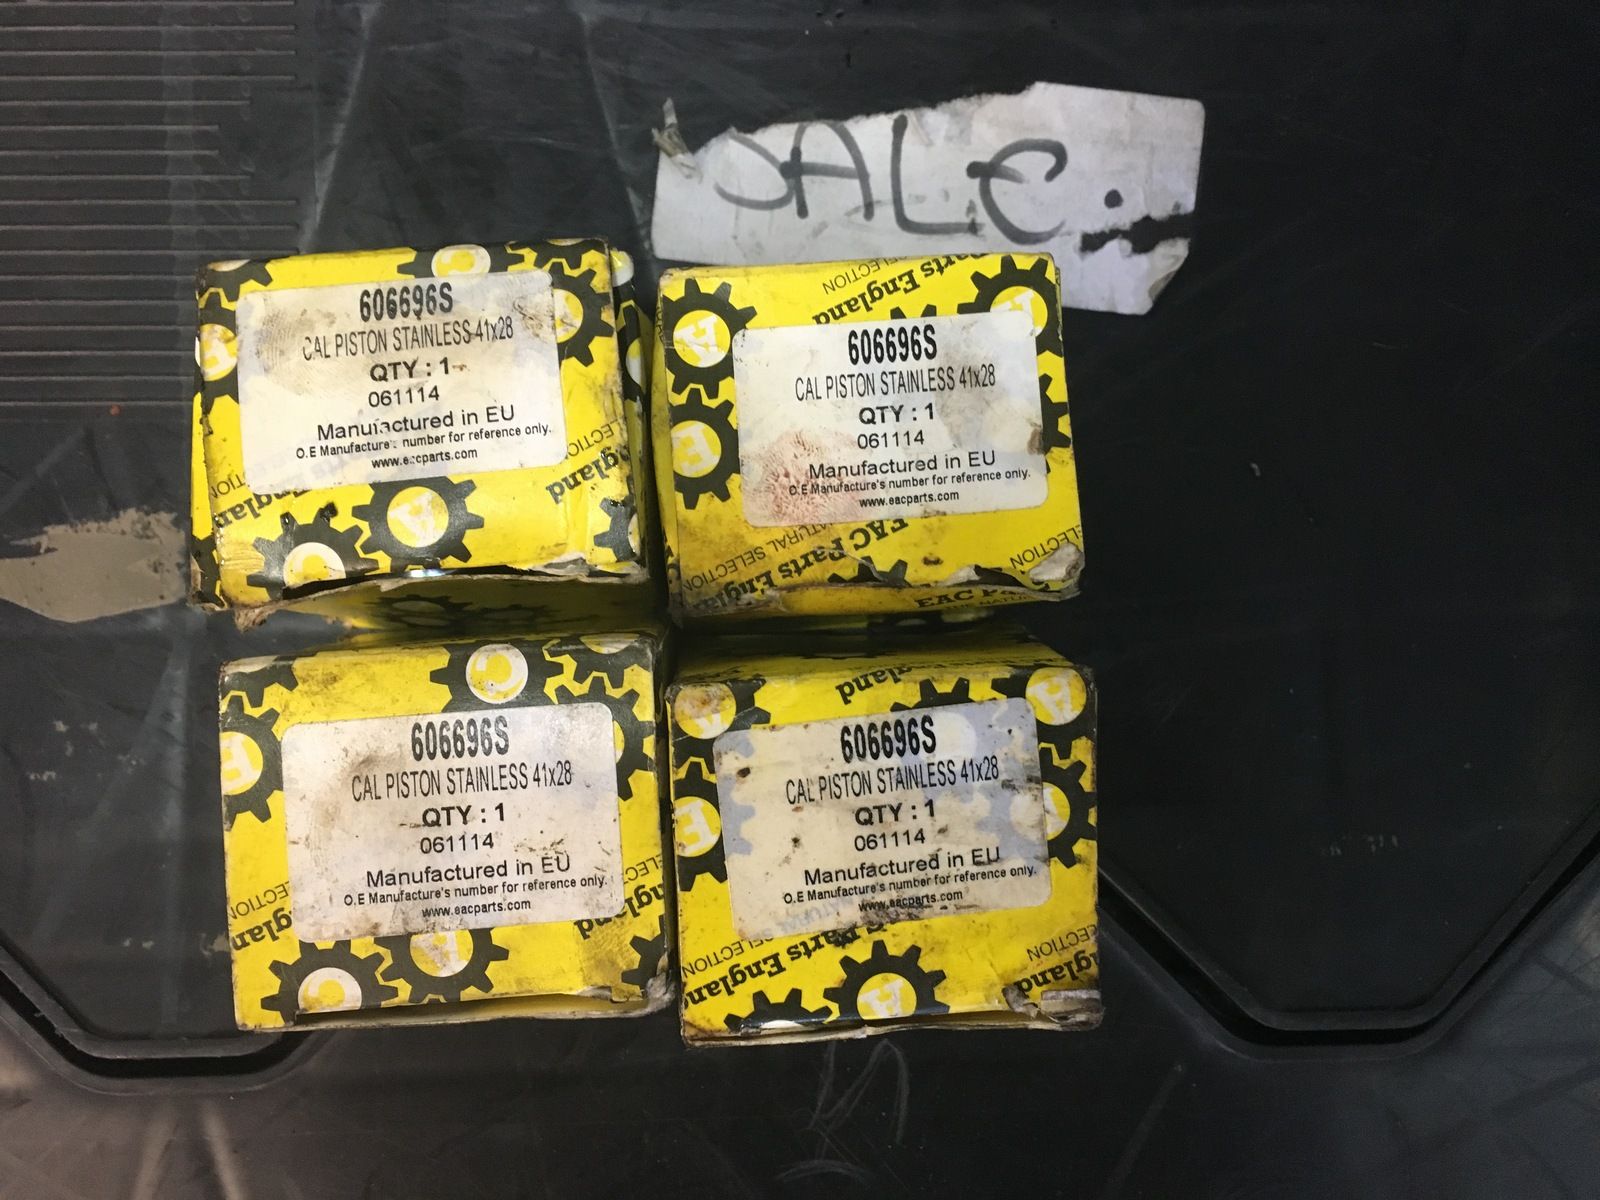 SALE.
606696S
CAL PISTON STAINLESS 41x28
QTY : 1
061114
Manufactured in EU
O.E Manufacture's number for reference only.
www.eacparts.com
606696S
CAL PISTON STAINLESS 41x28
QTY : 1
061114
Manufactured in EU
O.E Manufacture's number for reference only.
www.eacparts.com
EAC Parts England
NATURAL SELECTION
606696S
CAL PISTON STAINLESS 41x28
QTY : 1
061114
Manufactured in EU
O.E Manufacture's number for reference only.
www.eacparts.com
606696S
CAL PISTON STAINLESS 41x28
QTY : 1
061114
Manufactured in EU
O.E Manufacture's number for reference only.
www.eacparts.com
Parts England